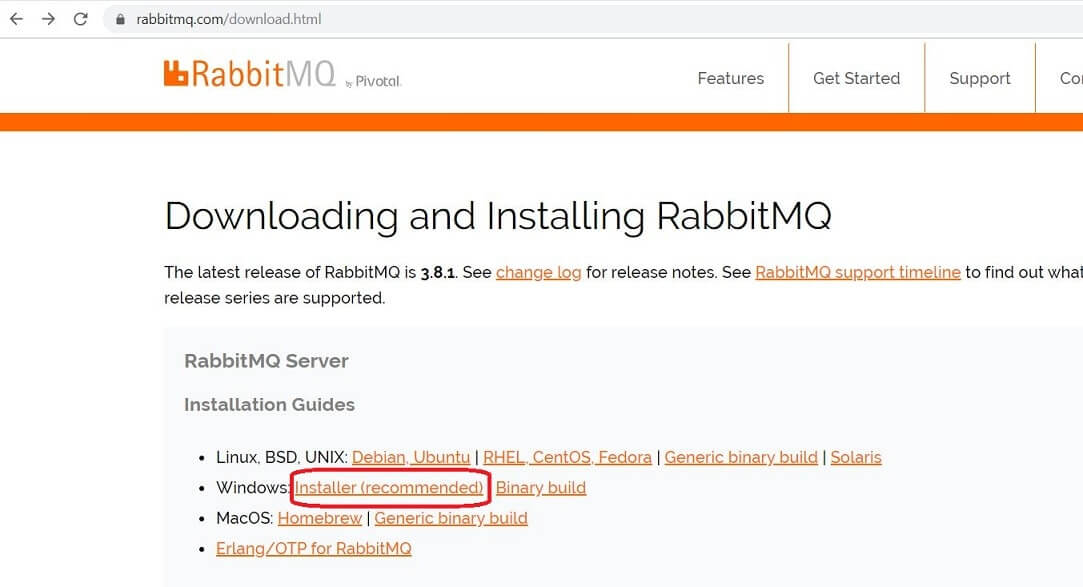 rabbitmq.com/download.html
RabbitMQ by Pivotal.
Features
Get Started
Support
Downloading and Installing RabbitMQ
The latest release of RabbitMQ is 3.8.1. See change log for release notes. See RabbitMQ support timeline to find out what
release series are supported.
RabbitMQ Server
Installation Guides
• Linux, BSD, UNIX: Debian, Ubuntu | RHEL, CentOS, Fedora | Generic binary build | Solaris
• Windows: Installer (recommended) Binary build
• MacOS: Homebrew | Generic binary build
• Erlang/OTP for RabbitMQ